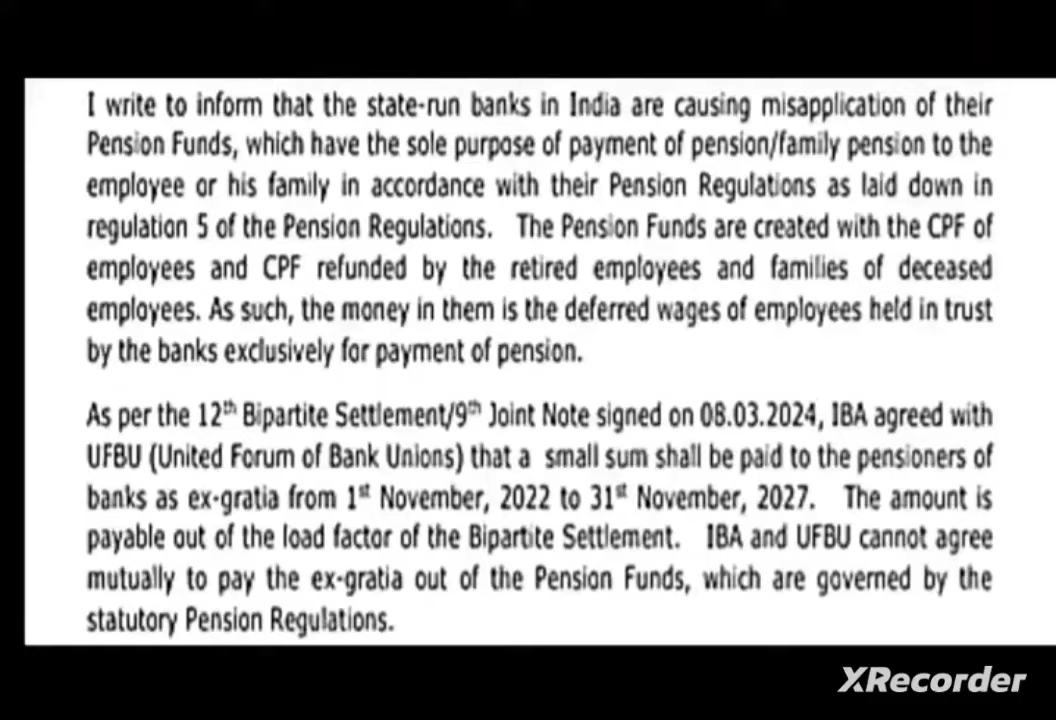 I write to inform that the state-run banks in India are causing misapplication of their
Pension Funds, which have the sole purpose of payment of pension/family pension to the
employee or his family in accordance with their Pension Regulations as laid down in
regulation 5 of the Pension Regulations. The Pension Funds are created with the CPF of
employees and CPF refunded by the retired employees and families of deceased
employees. As such, the money in them is the deferred wages of employees held in trust
by the banks exclusively for payment of pension.
As per the 12th Bipartite Settlement/9th Joint Note signed on 08.03.2024, IBA agreed with
UFBU (United Forum of Bank Unions) that a small sum shall be paid to the pensioners of
banks as ex-gratia from 1st November, 2022 to 31st November, 2027. The amount is
payable out of the load factor of the Bipartite Settlement. IBA and UFBU cannot agree
mutually to pay the ex-gratia out of the Pension Funds, which are governed by the
statutory Pension Regulations.
XRecorder